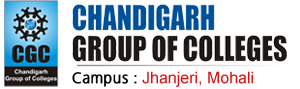 CGC
Chandigarh
Group of Colleges
CHANDIGARH
GROUP OF COLLEGES
Campus : Jhanjeri, Mohali